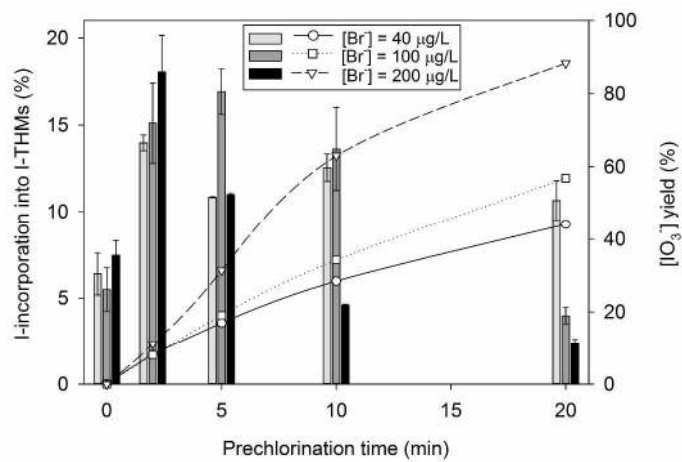 [Br-] = 40 µg/L
[Br-] = 100 µg/L
[Br-] = 200 µg/L
I-incorporation into I-THMs (%)
20
15
10
5
0
100
80
60
40
20
0
[IO3-] yield (%)
0 5 10 15 20
Prechlorination time (min)